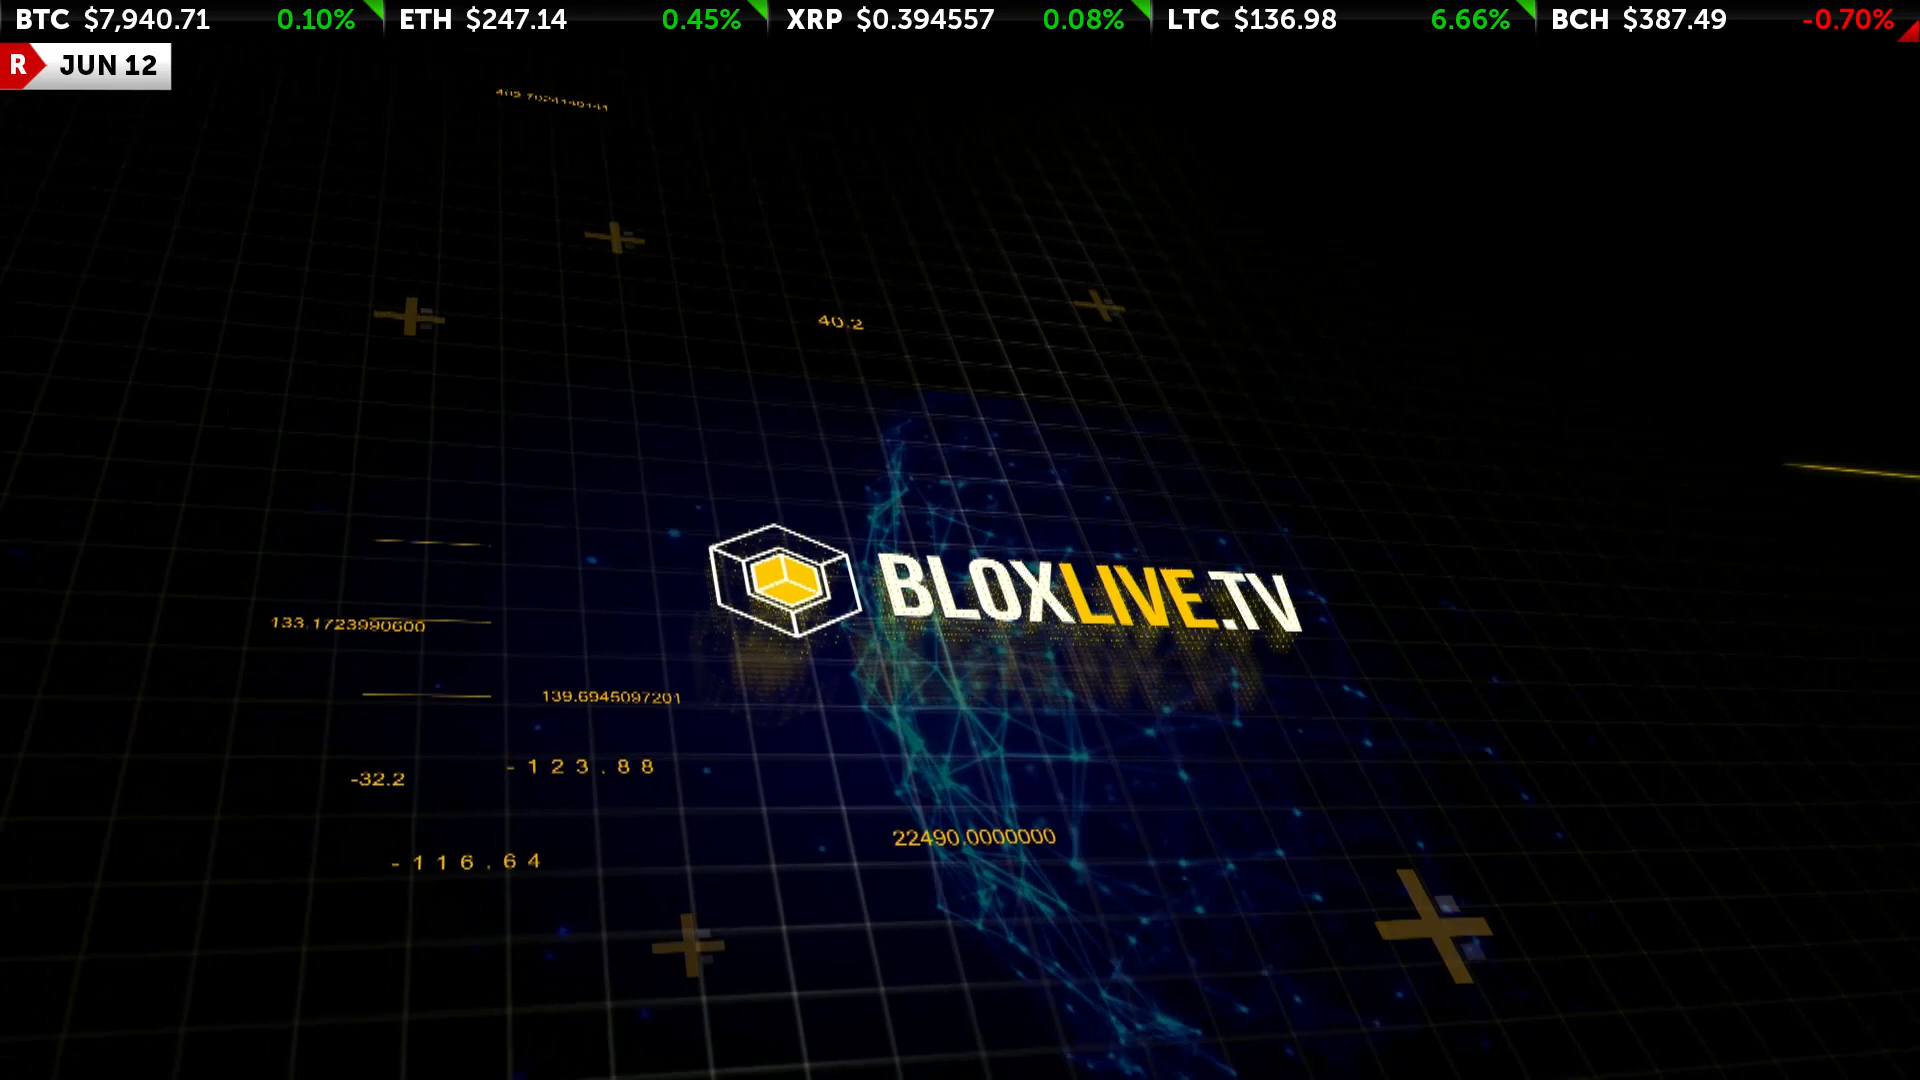 BTC $7,940.71 0.10% ETH $247.14 0.45% XRP $0.394557 0.08% LTC $136.98 6.66% BCH $387.49 -0.70%
R JUN 12
40.2
BLOXLIVE.TV
133.1723990600
139.6945097201
-123.88
-32.2
22490.0000000
-116.64